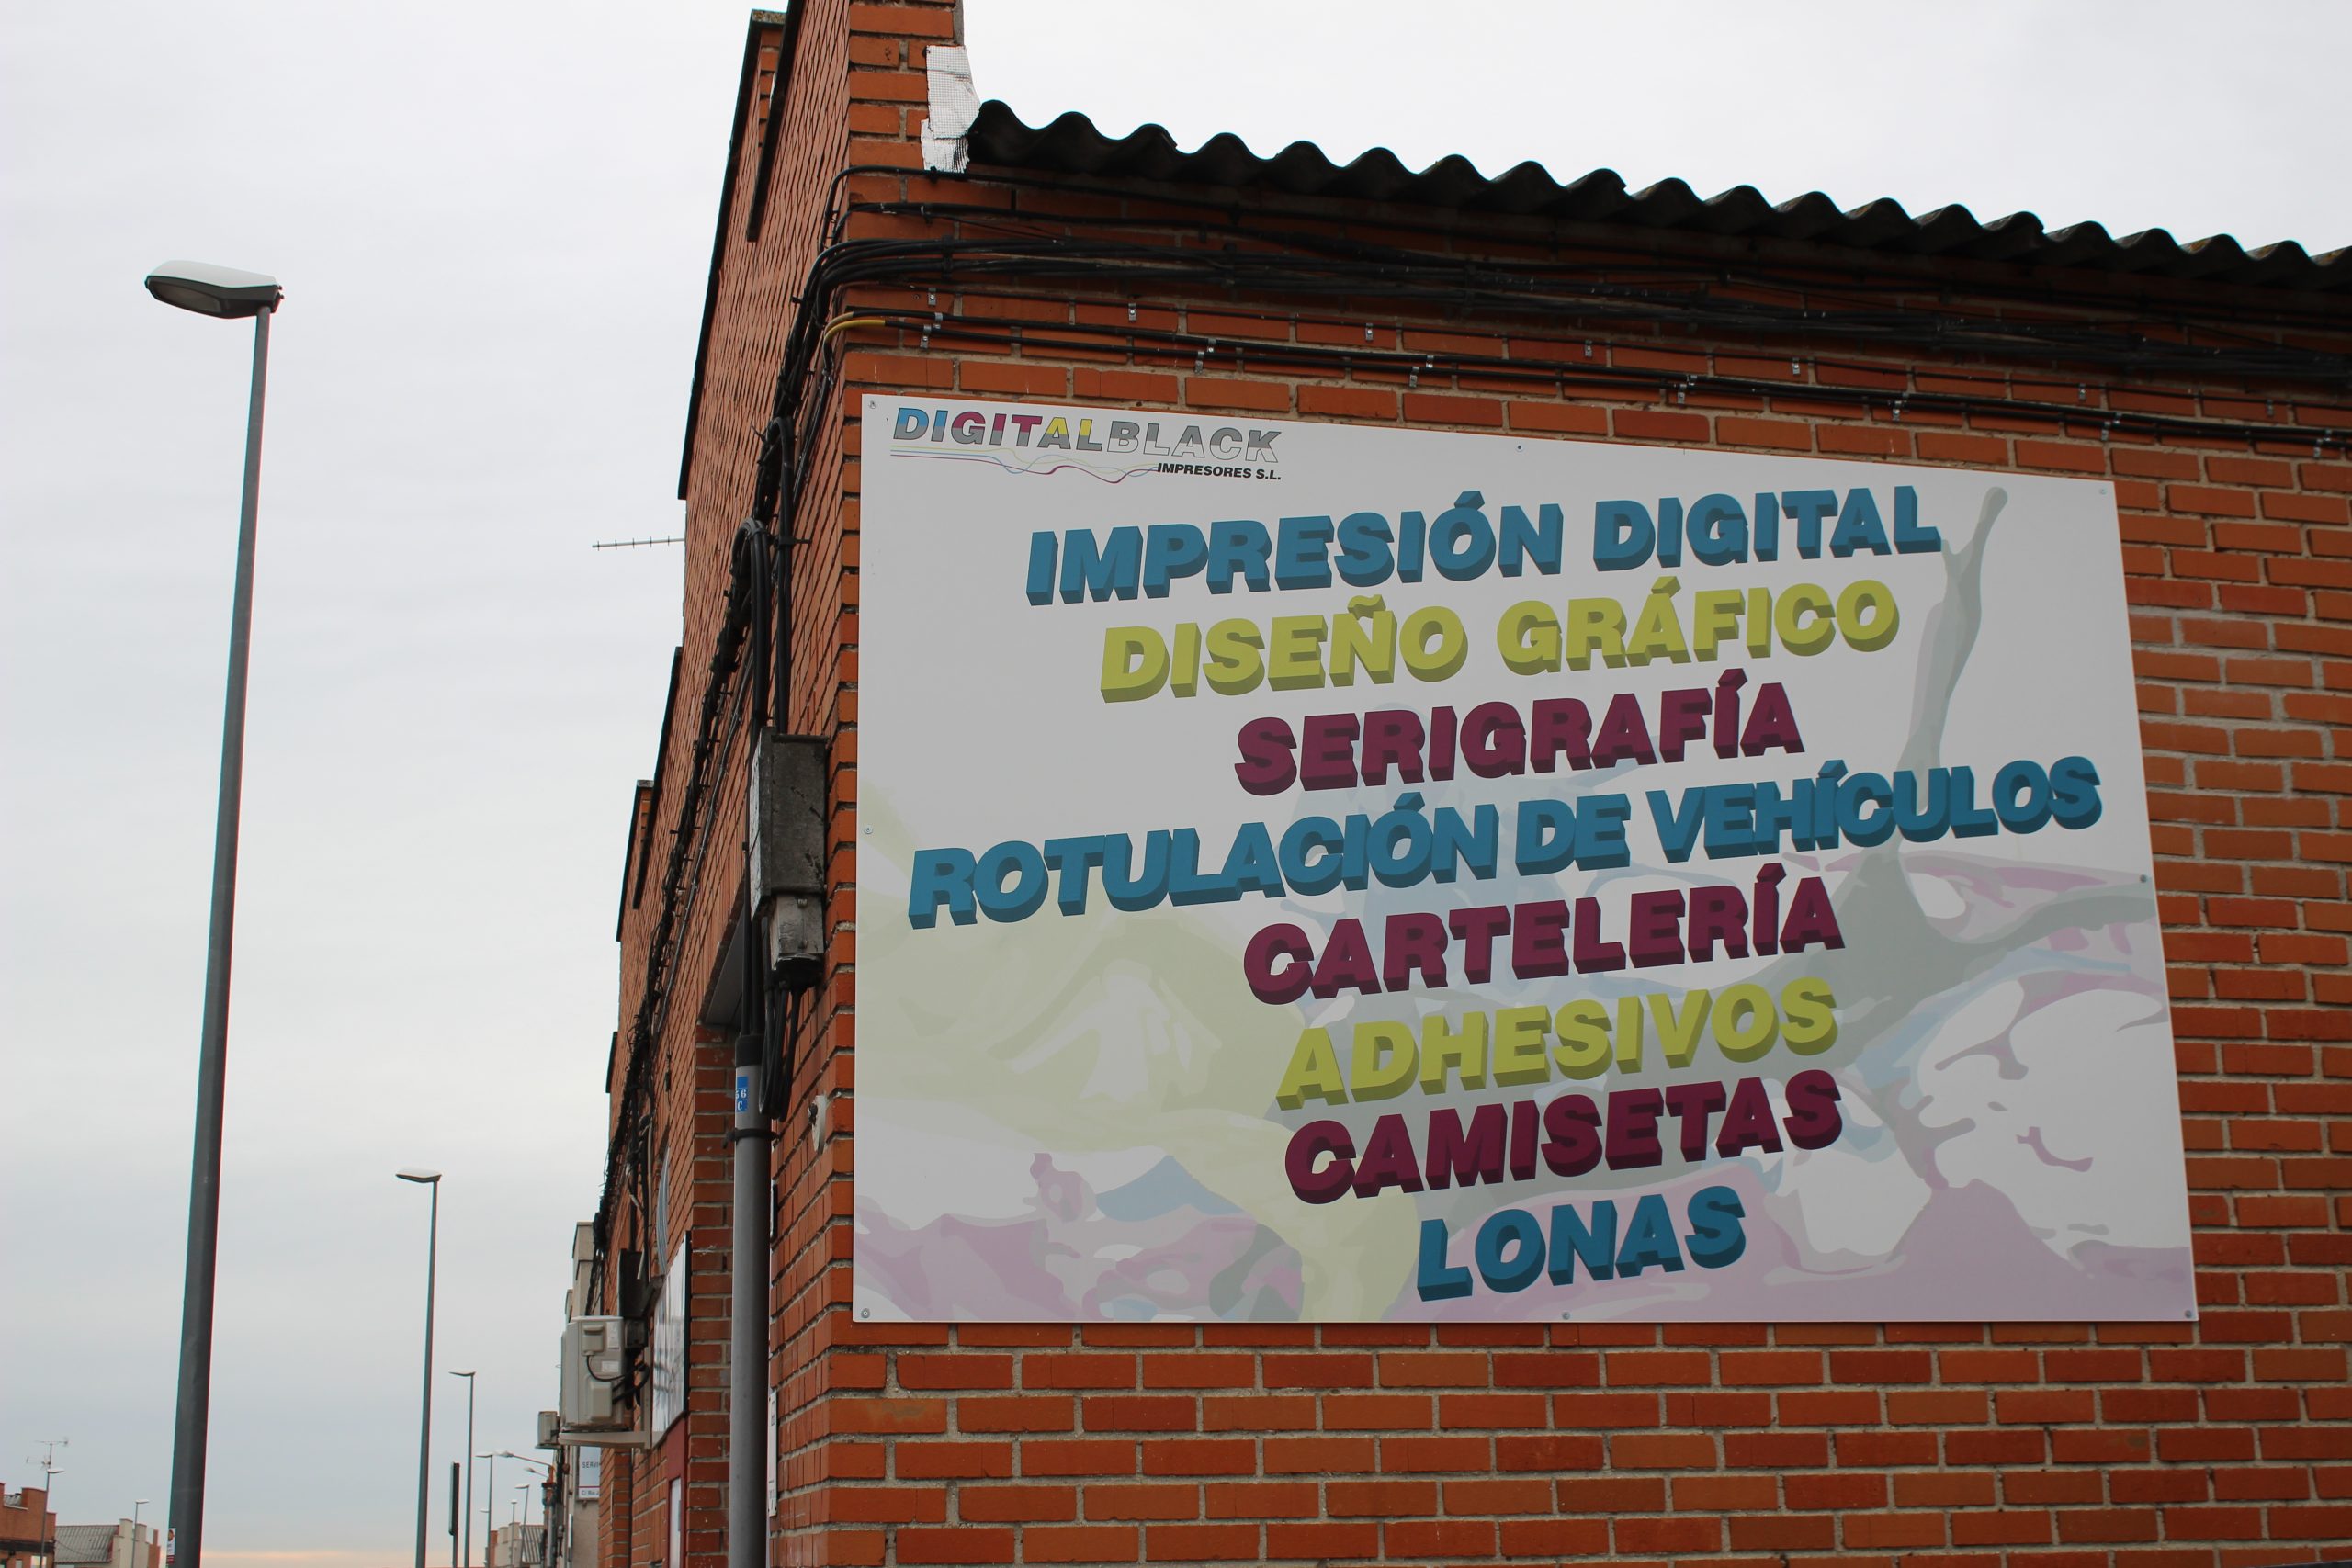 DIGITALBLACK
IMPRESORES S.L.
IMPRESIÓN DIGITAL
DISEÑO GRÁFICO
SERIGRAFÍA
ROTULACIÓN DE VEHÍCULOS
CARTELERÍA
ADHESIVOS
CAMISETAS
LONAS